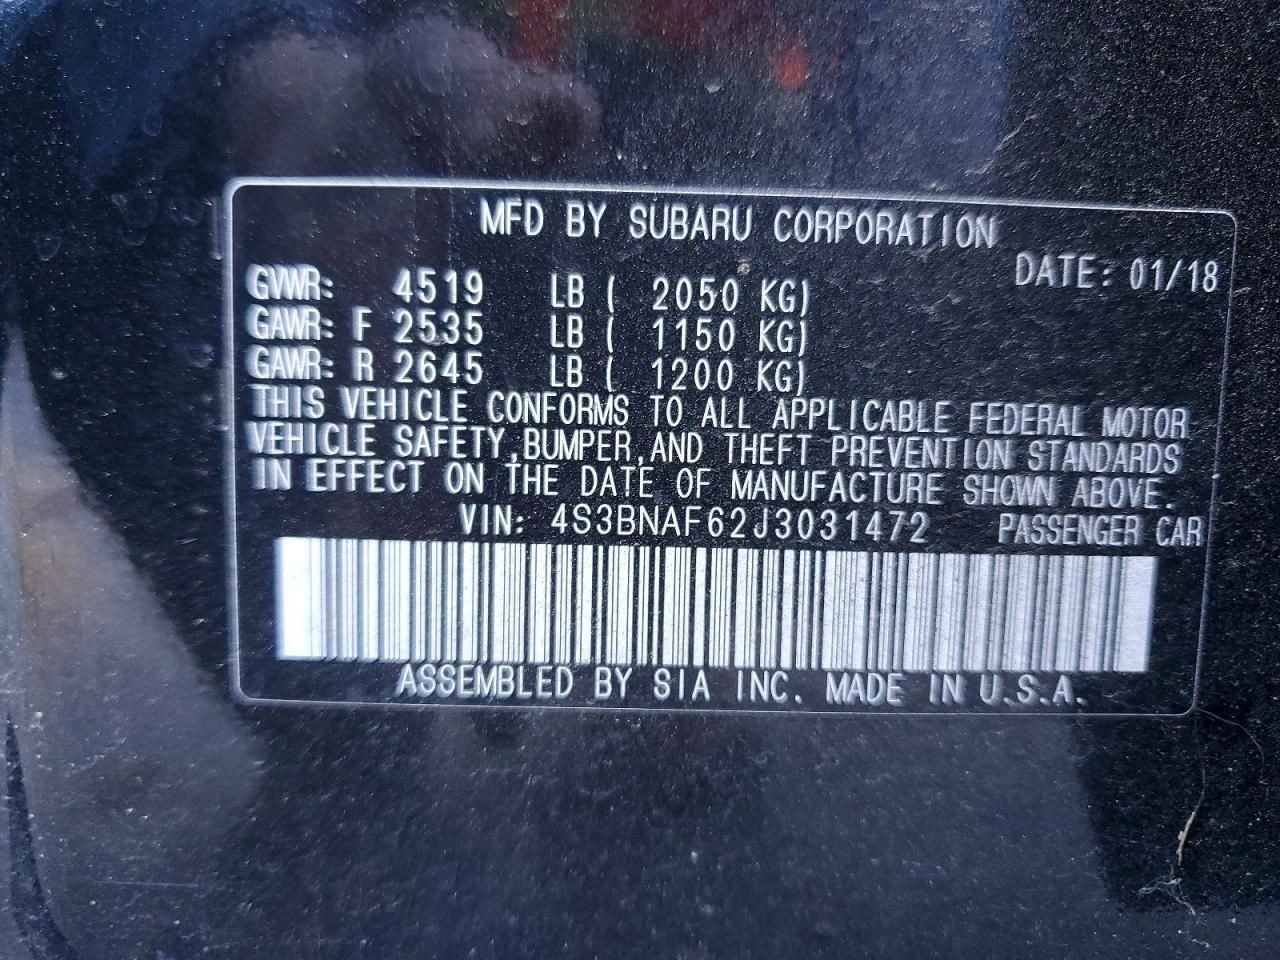 MFD BY SUBARU CORPORATION
DATE: 01/18
GVWR: 4519 LB ( 2050 KG)
GAWR: F 2535 LB ( 1150 KG)
GAWR: R 2645 LB ( 1200 KG)
THIS VEHICLE CONFORMS TO ALL APPLICABLE FEDERAL MOTOR
VEHICLE SAFETY,BUMPER,AND THEFT PREVENTION STANDARDS
IN EFFECT ON THE DATE OF MANUFACTURE SHOWN ABOVE.
VIN: 4S3BNAF62J3031472 PASSENGER CAR
ASSEMBLED BY SIA INC. MADE IN U.S.A.